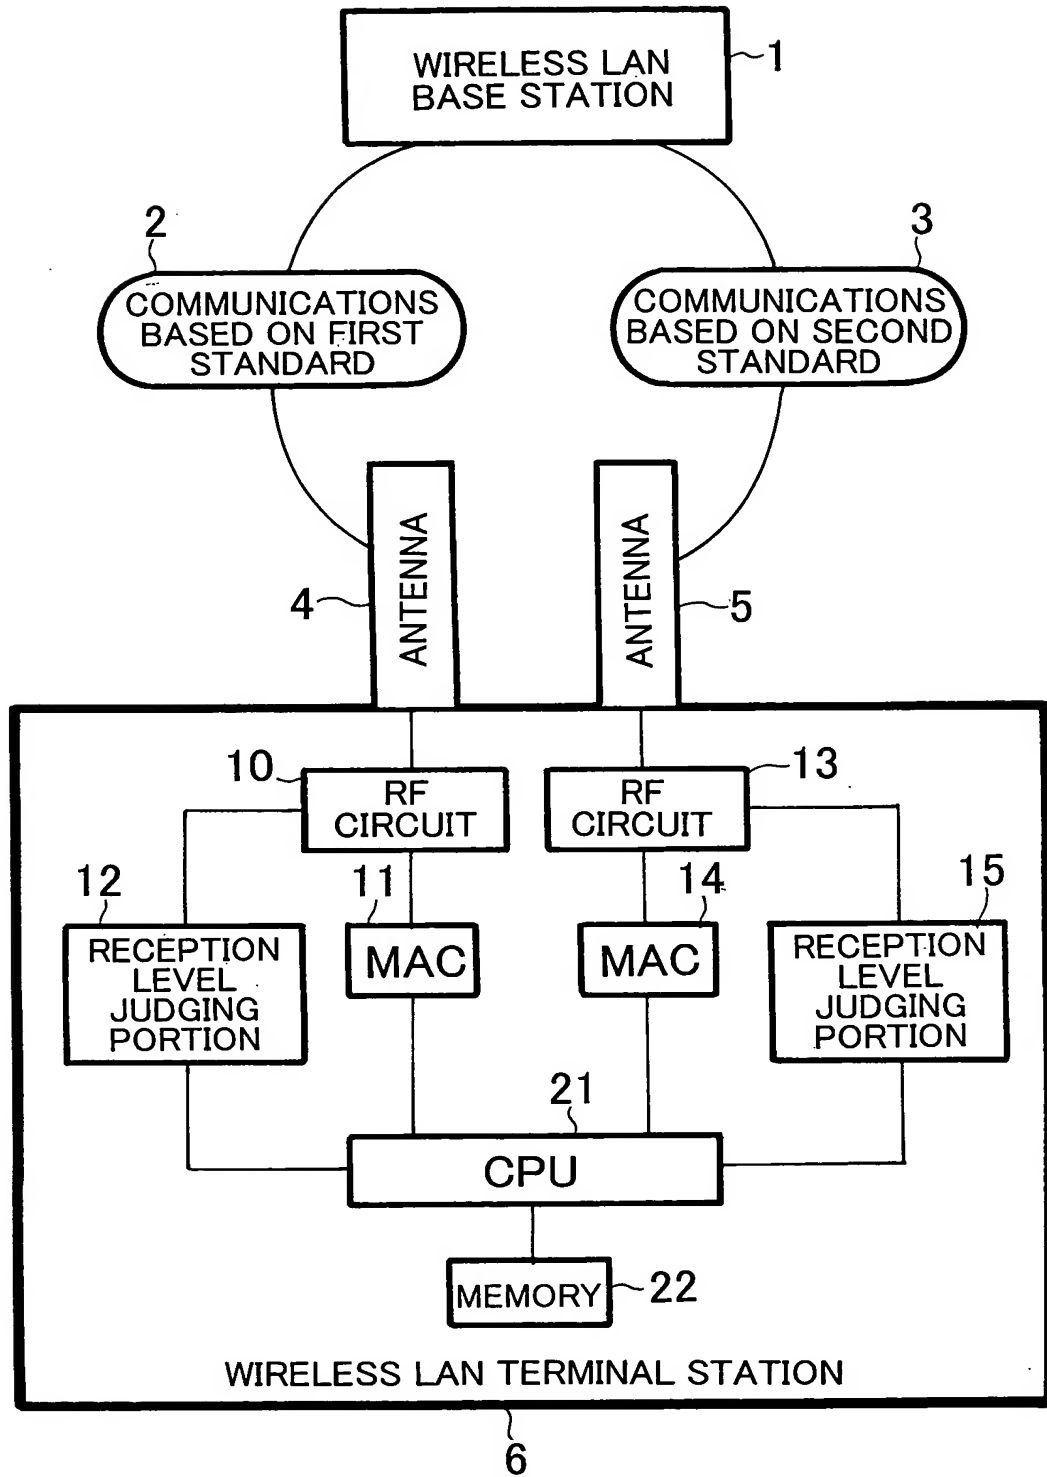 WIRELESS LAN
BASE STATION
1
2
3
COMMUNICATIONS
BASED ON FIRST
STANDARD
COMMUNICATIONS
BASED ON SECOND
STANDARD
4
ANTENNA
ANTENNA
5
10
RF
CIRCUIT
RF
CIRCUIT
13
12
11
14
15
RECEPTION
LEVEL
JUDGING
PORTION
MAC
MAC
RECEPTION
LEVEL
JUDGING
PORTION
21
CPU
MEMORY
22
WIRELESS LAN TERMINAL STATION
6